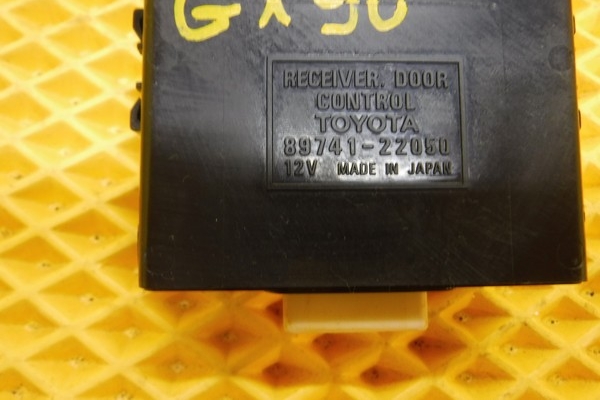 GX90
RECEIVER, DOOR
CONTROL
TOYOTA
89741-22050
12V MADE IN JAPAN